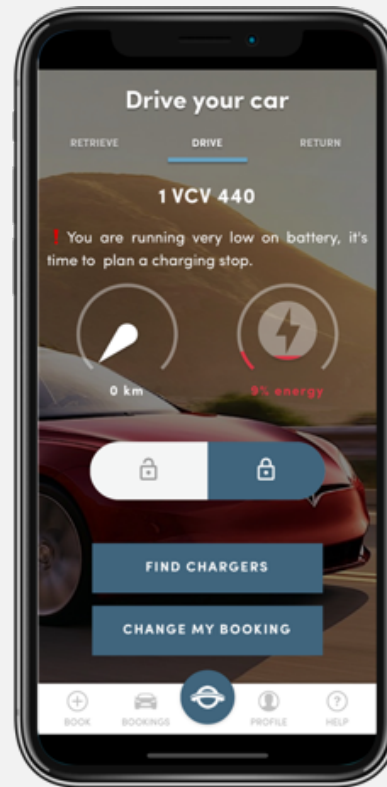 Drive your car
RETRIEVE DRIVE RETURN
1 VCV 440
❗ You are running very low on battery, it's
time to plan a charging stop.
0 km 9% energy
FIND CHARGERS
CHANGE MY BOOKING
BOOK BOOKINGS PROFILE HELP